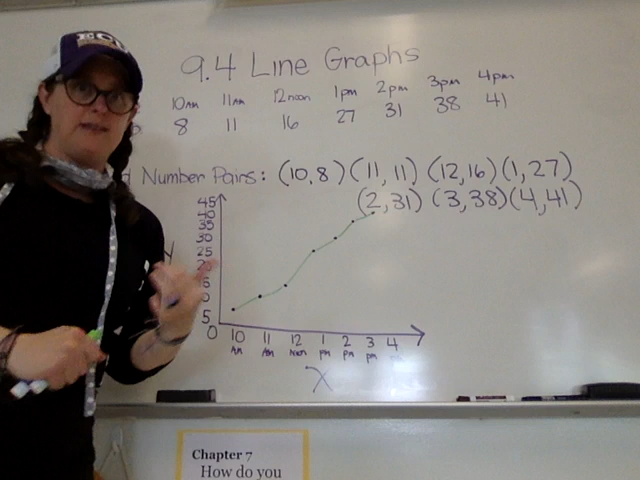 ECU
9.4 Line Graphs
10AM 11AM 12noon 1pm 2pm 3pm 4pm
8 11 16 27 31 38 41
Number Pairs: (10,8) (11,11) (12,16) (1,27)
(2,31) (3,38) (4,41)
45
40
35
30
25
5
0
10 11 12 1 2 3 4
AM AM Noon pm pm pm
X
Chapter 7
How do you